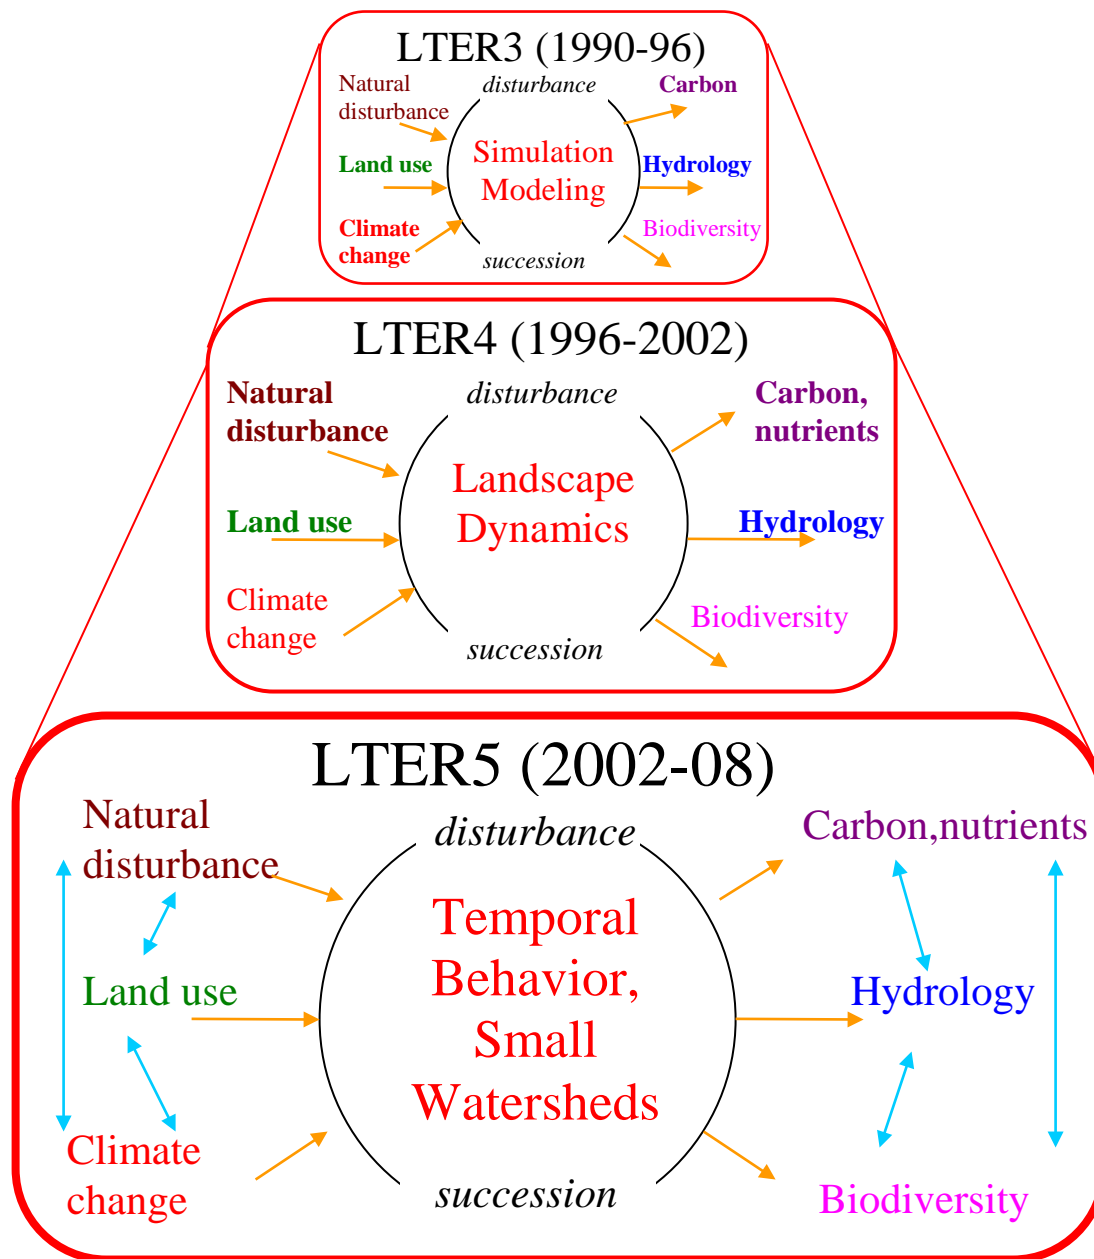 LTER3 (1990-96)
Natural
disturbance
disturbance
Carbon
Land use
Simulation
Modeling
Hydrology
Climate
change
Biodiversity
succession
LTER4 (1996-2002)
Natural
disturbance
disturbance
Carbon,
nutrients
Land use
Landscape
Dynamics
Hydrology
Climate
change
Biodiversity
succession
LTER5 (2002-08)
Natural
disturbance
disturbance
Carbon,nutrients
Land use
Temporal
Behavior,
Small
Watersheds
Hydrology
Climate
change
Biodiversity
succession